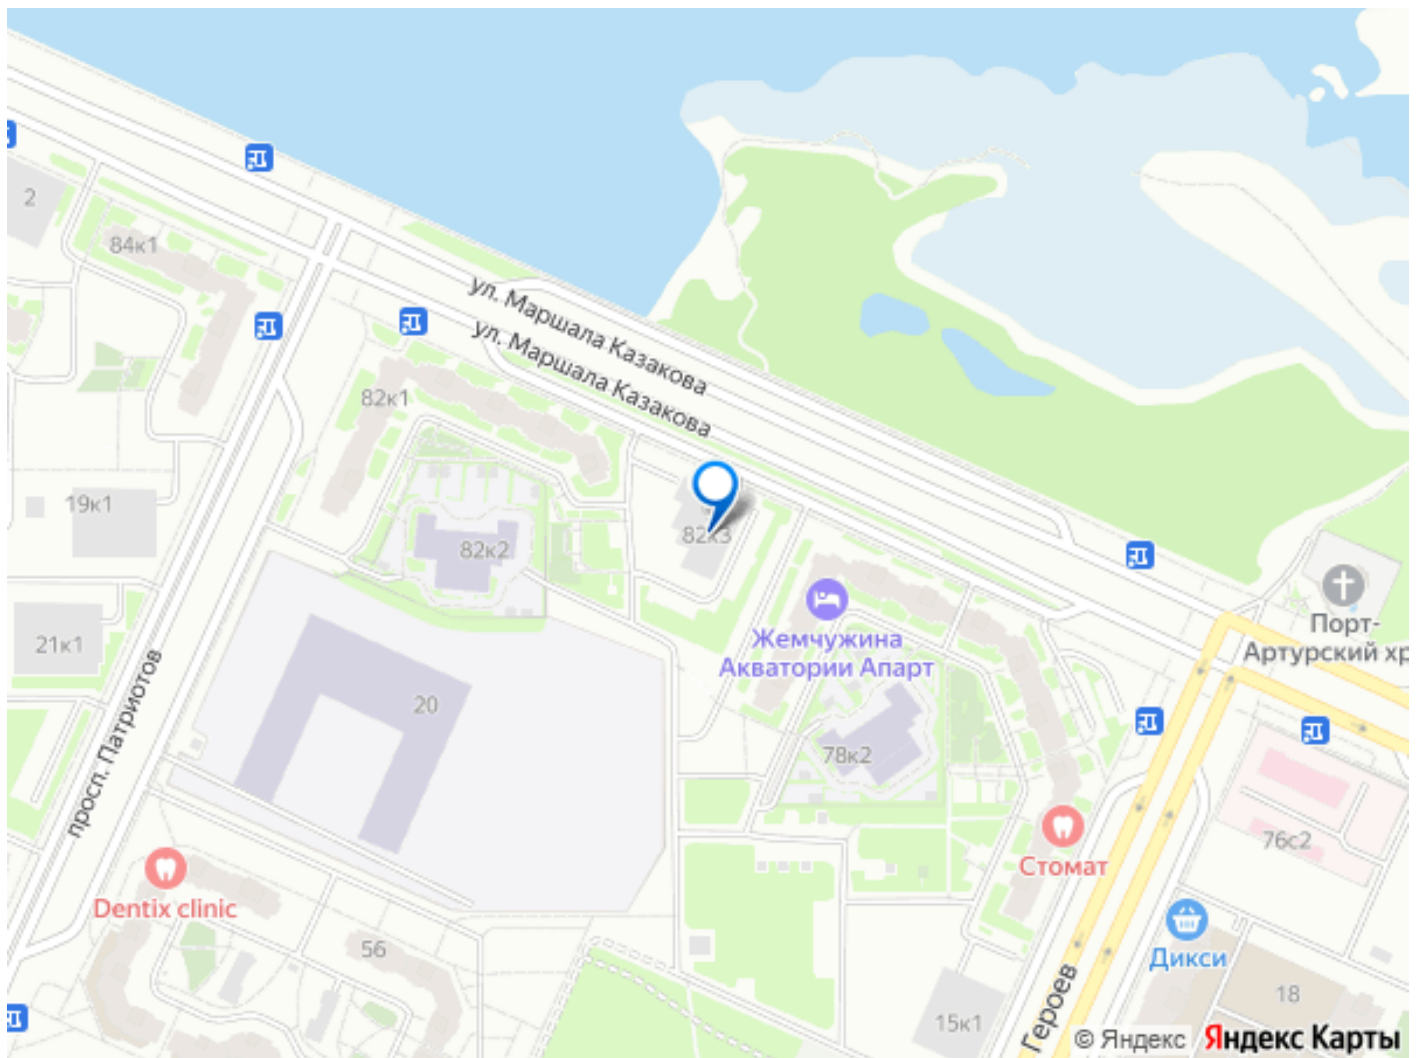 2
84к1
ул. Маршала Казакова
ул. Маршала Казакова
82к1
19к1
82к3
82к2
Жемчужина
Акватории Апарт
Порт-
Артурский хр
21к1
просп. Патриотов
20
78к2
76с2
Стомат
Dentix clinic
56
Дикси
18
15к1
Героев
© Яндекс Яндекс Карты